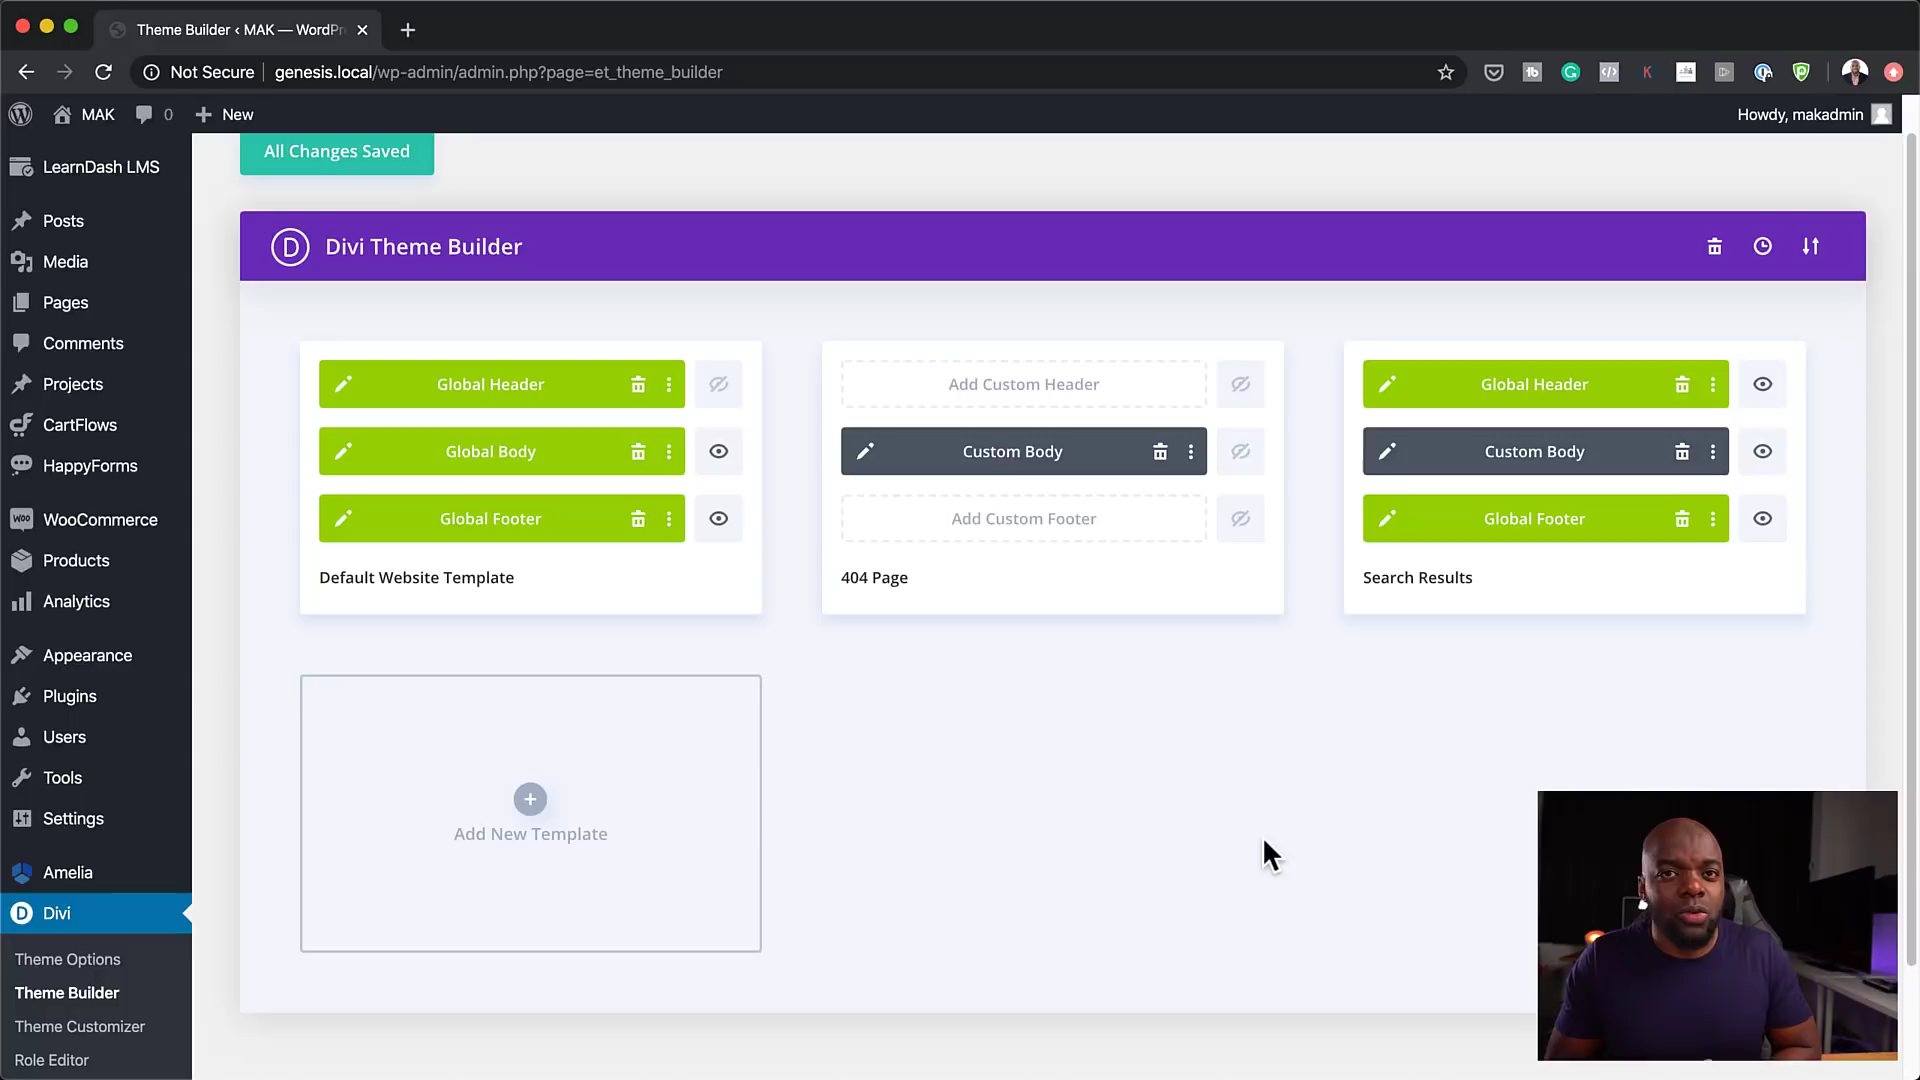 Theme Builder ‹ MAK — WordPr
Not Secure genesis.local/wp-admin/admin.php?page=et_theme_builder
MAK 0 New Howdy, makadmin
LearnDash LMS
Posts
Media
Pages
Comments
Projects
CartFlows
HappyForms
WooCommerce
Products
Analytics
Appearance
Plugins
Users
Tools
Settings
Amelia
Divi
Theme Options
Theme Builder
Theme Customizer
Role Editor
All Changes Saved
D Divi Theme Builder
Global Header
Global Body
Global Footer
Default Website Template
Add Custom Header
Custom Body
Add Custom Footer
404 Page
Global Header
Custom Body
Global Footer
Search Results
Add New Template